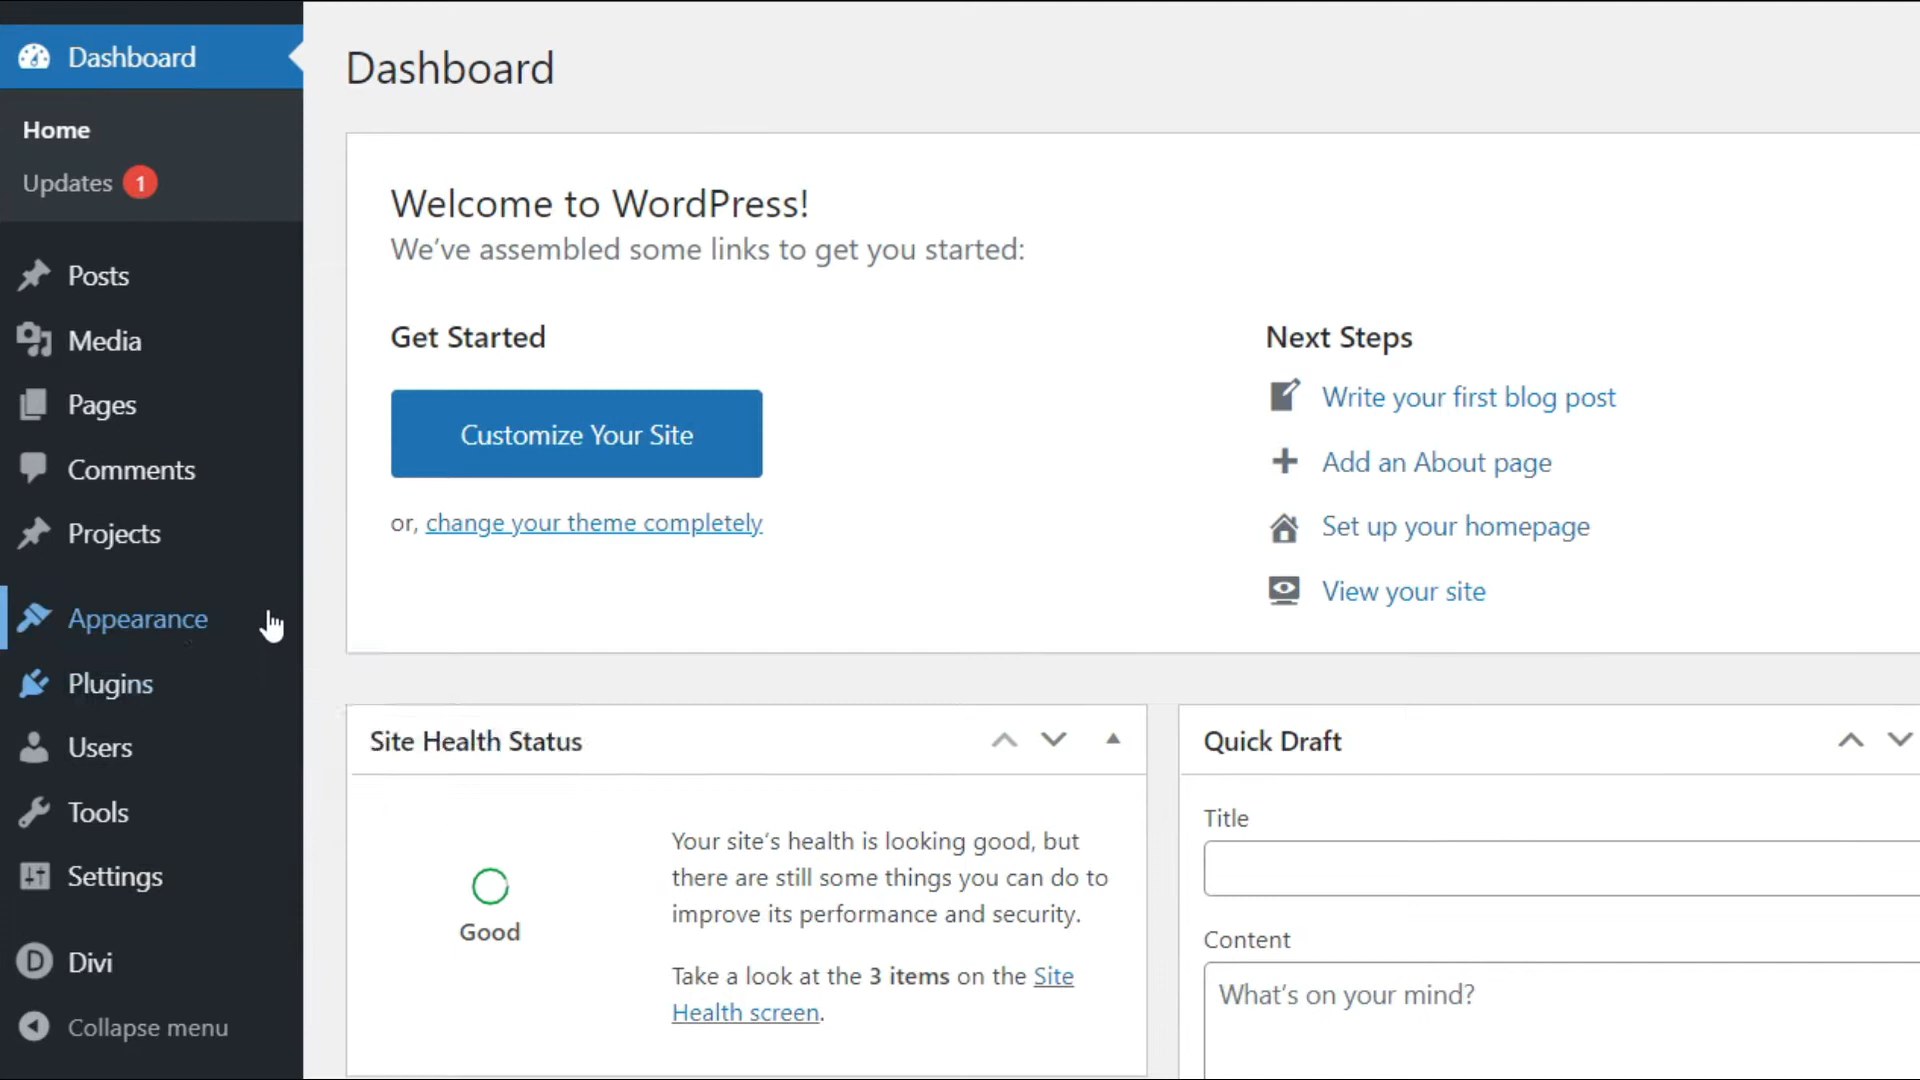 Dashboard
Home
Updates 1
Posts
Media
Pages
Comments
Projects
Appearance
Plugins
Users
Tools
Settings
D Divi
Collapse menu
Dashboard
Welcome to WordPress!
We've assembled some links to get you started:
Get Started
Customize Your Site
or, change your theme completely
Next Steps
Write your first blog post
Add an About page
Set up your homepage
View your site
Site Health Status
Good
Your site's health is looking good, but
there are still some things you can do to
improve its performance and security.
Take a look at the 3 items on the Site
Health screen.
Quick Draft
Title
Content
What's on your mind?